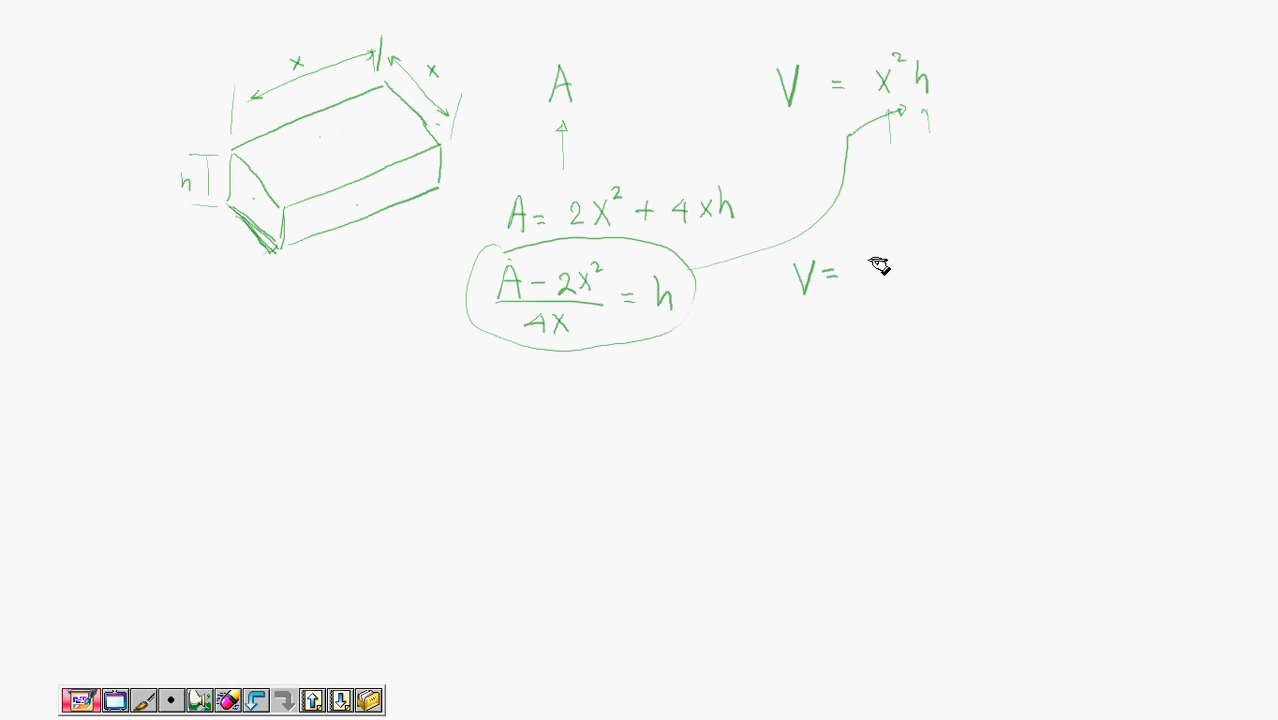 x
x
h
A
A = 2x² + 4xh
(A - 2x²)/(4x) = h
V = x²h
V =